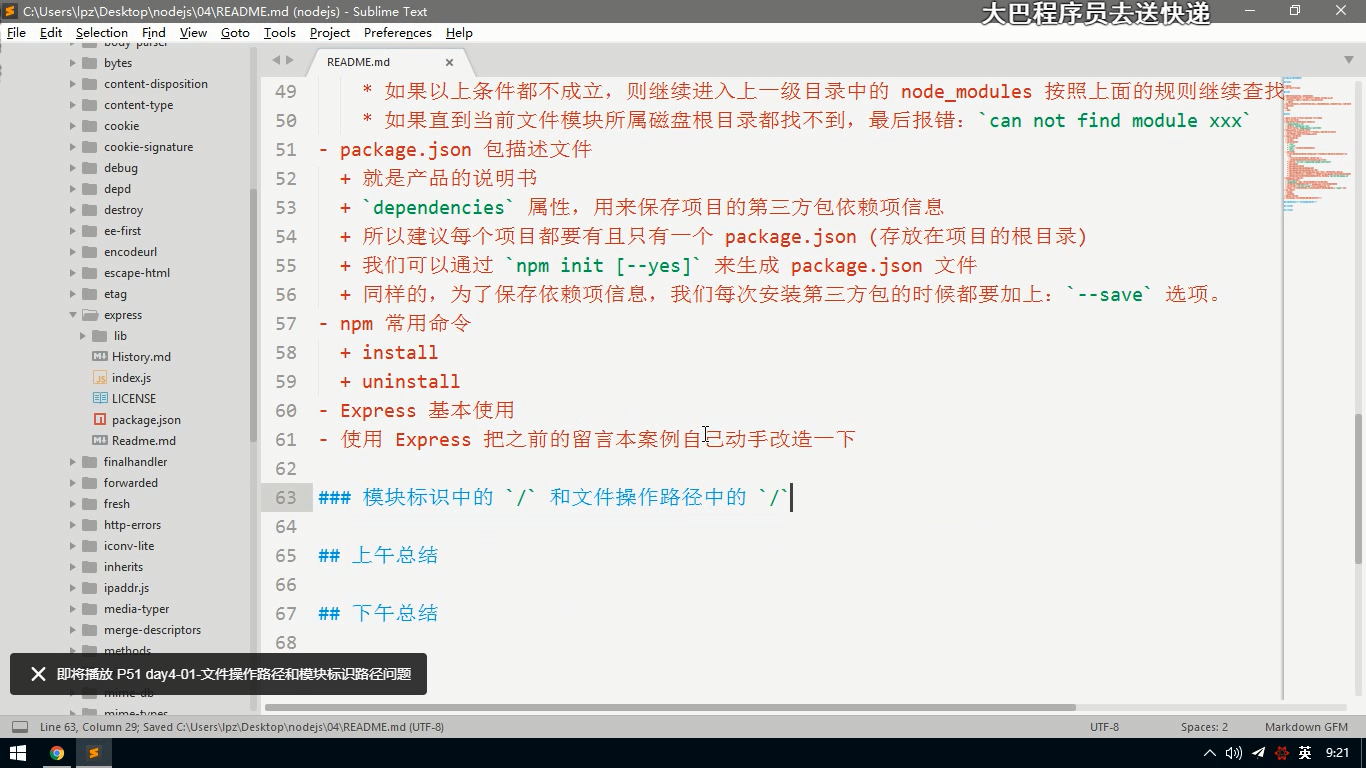 C:\Users\lpz\Desktop\nodejs\04\README.md (nodejs) - Sublime Text
大巴程序员去送快递
File Edit Selection Find View Goto Tools Project Preferences Help
body-parser
bytes
content-disposition
content-type
cookie
cookie-signature
debug
depd
destroy
ee-first
encodeurl
escape-html
etag
express
lib
History.md
index.js
LICENSE
package.json
Readme.md
finalhandler
forwarded
fresh
http-errors
iconv-lite
inherits
ipaddr.js
media-typer
merge-descriptors
methods
mime-db
mime-types
README.md
49 * 如果以上条件都不成立，则继续进入上一级目录中的 node_modules 按照上面的规则继续查找
50 * 如果直到当前文件模块所属磁盘根目录都找不到，最后报错：`can not find module xxx`
51 - package.json 包描述文件
52 + 就是产品的说明书
53 + `dependencies` 属性，用来保存项目的第三方包依赖项信息
54 + 所以建议每个项目都要有且只有一个 package.json (存放在项目的根目录)
55 + 我们可以通过 `npm init [--yes]` 来生成 package.json 文件
56 + 同样的，为了保存依赖项信息，我们每次安装第三方包的时候都要加上：`--save` 选项。
57 - npm 常用命令
58 + install
59 + uninstall
60 - Express 基本使用
61 - 使用 Express 把之前的留言本案例自己动手改造一下
62
63 ### 模块标识中的 `/` 和文件操作路径中的 `/`
64
65 ## 上午总结
66
67 ## 下午总结
68
即将播放 P51 day4-01-文件操作路径和模块标识路径问题
Line 63, Column 29; Saved C:\Users\lpz\Desktop\nodejs\04\README.md (UTF-8)
UTF-8
Spaces: 2
Markdown GFM
英
9:21